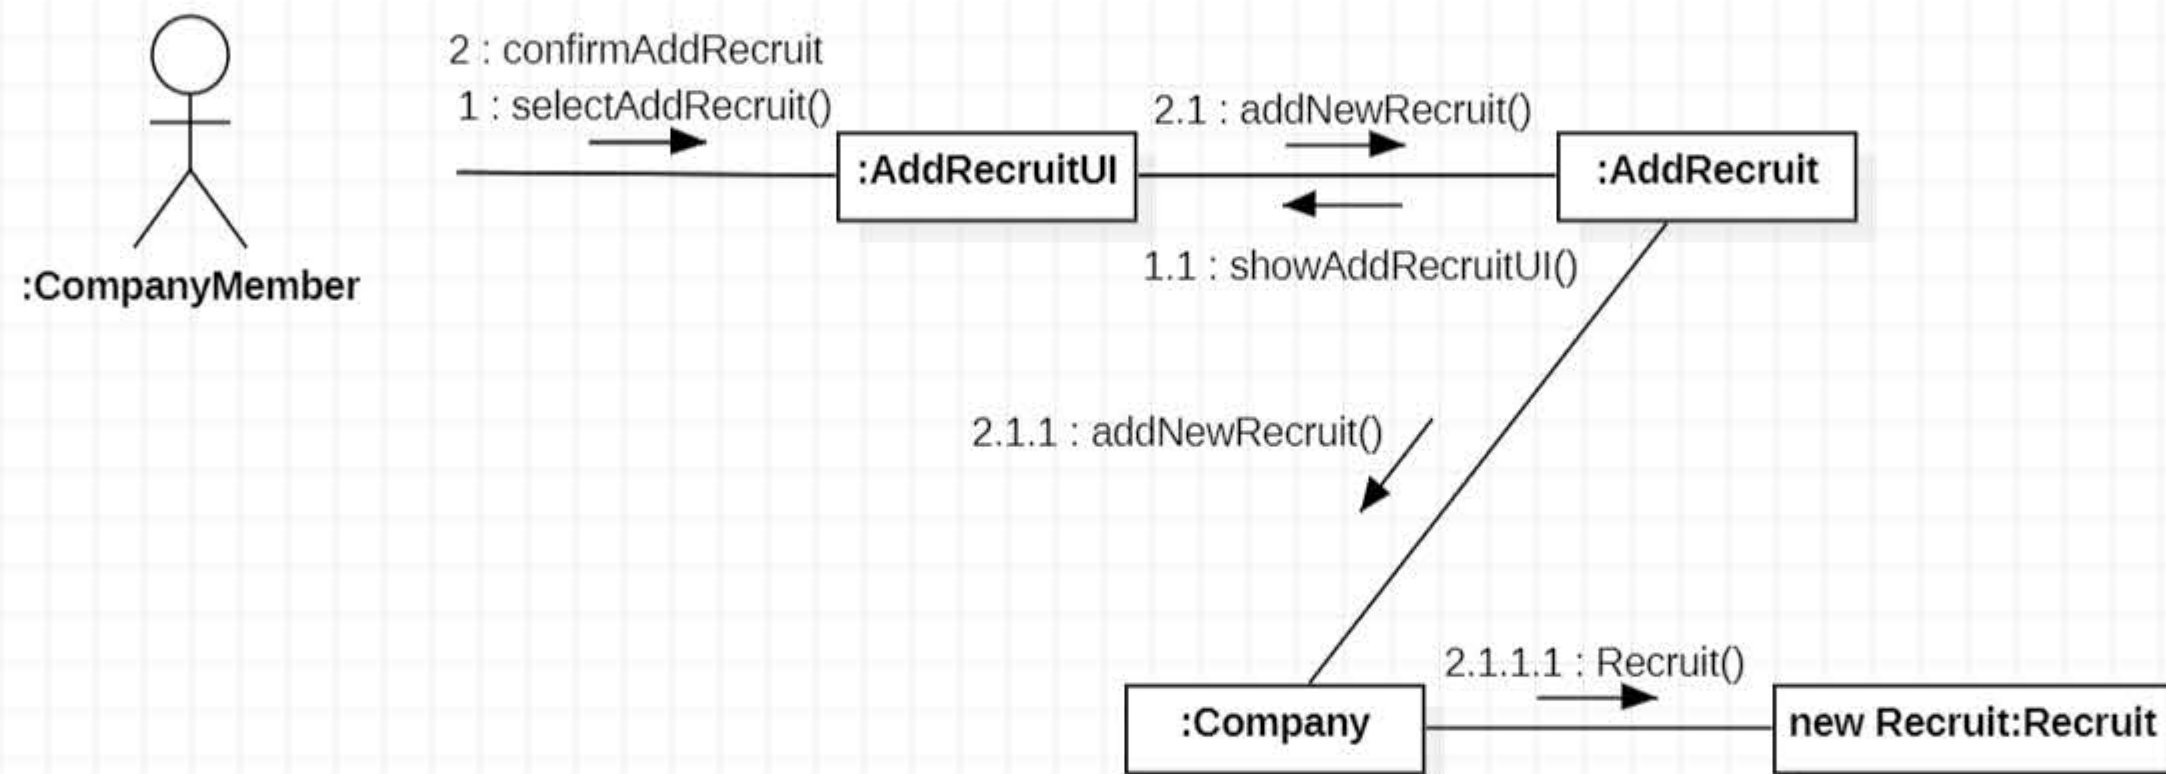 2 : confirmAddRecruit
1 : selectAddRecruit()
2.1 : addNewRecruit()
:AddRecruitUI
:AddRecruit
1.1 : showAddRecruitUI()
:CompanyMember
2.1.1 : addNewRecruit()
2.1.1.1 : Recruit()
:Company
new Recruit:Recruit